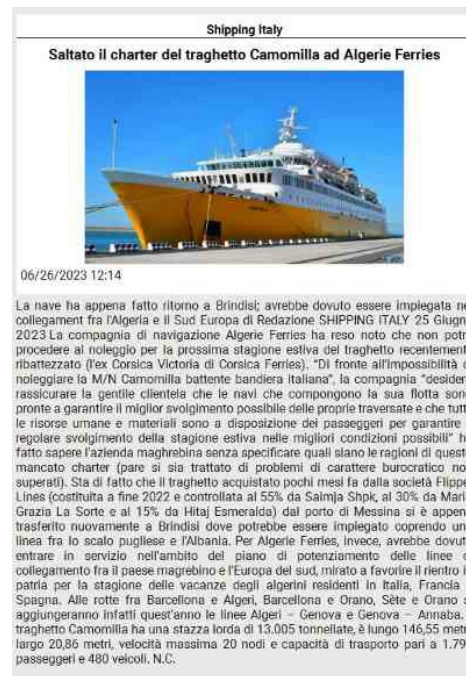 Shipping Italy
Saltato il charter del traghetto Camomilla ad Algerie Ferries
06/26/2023 12:14
La nave ha appena fatto ritorno a Brindisi; avrebbe dovuto essere impiegata ne
collegament fra l'Algeria e il Sud Europa di Redazione SHIPPING ITALY 25 Giugn
2023 La compagnia di navigazione Algerie Ferries ha reso noto che non potr
procedere al noleggio per la prossima stagione estiva del traghetto recentement
ribattezzato (l'ex Corsica Victoria di Corsica Ferries). "Di fronte all'impossibilità d
noleggiare la M/N Camomilla battente bandiera italiana", la compagnia "desider
rassicurare la gentile clientela che le navi che compongono la sua flotta son
pronte a garantire il miglior svolgimento possibile delle proprie traversate e che tutt
le risorse umane e materiali sono a disposizione dei passeggeri per garantire
regolare svolgimento della stagione estiva nelle migliori condizioni possibili" h
fatto sapere l'azienda maghrebina senza specificare quali siano le ragioni di quest
mancato charter (pare si sia trattato di problemi di carattere burocratico no
superati). Sta di fatto che il traghetto acquistato pochi mesi fa dalla società Flippe
Lines (costituita a fine 2022 e controllata al 55% da Saimja Shpk, al 30% da Mari
Grazia La Sorte e al 15% da Hitaj Esmeralda) dal porto di Messina si è appen
trasferito nuovamente a Brindisi dove potrebbe essere impiegato coprendo un
linea fra lo scalo pugliese e l'Albania. Per Algerie Ferries, invece, avrebbe dovut
entrare in servizio nell'ambito del piano di potenziamento delle linee d
collegamento fra il paese magrebino e l'Europa del sud, mirato a favorire il rientro i
patria per la stagione delle vacanze degli algerini residenti in Italia, Francia
Spagna. Alle rotte fra Barcellona e Algeri, Barcellona e Orano, Sète e Orano s
aggiungeranno infatti quest'anno le linee Algeri – Genova e Genova – Annaba.
traghetto Camomilla ha una stazza lorda di 13.005 tonnellate, è lungo 146,55 metr
largo 20,86 metri, velocità massima 20 nodi e capacità di trasporto pari a 1.79
passeggeri e 480 veicoli. N.C.